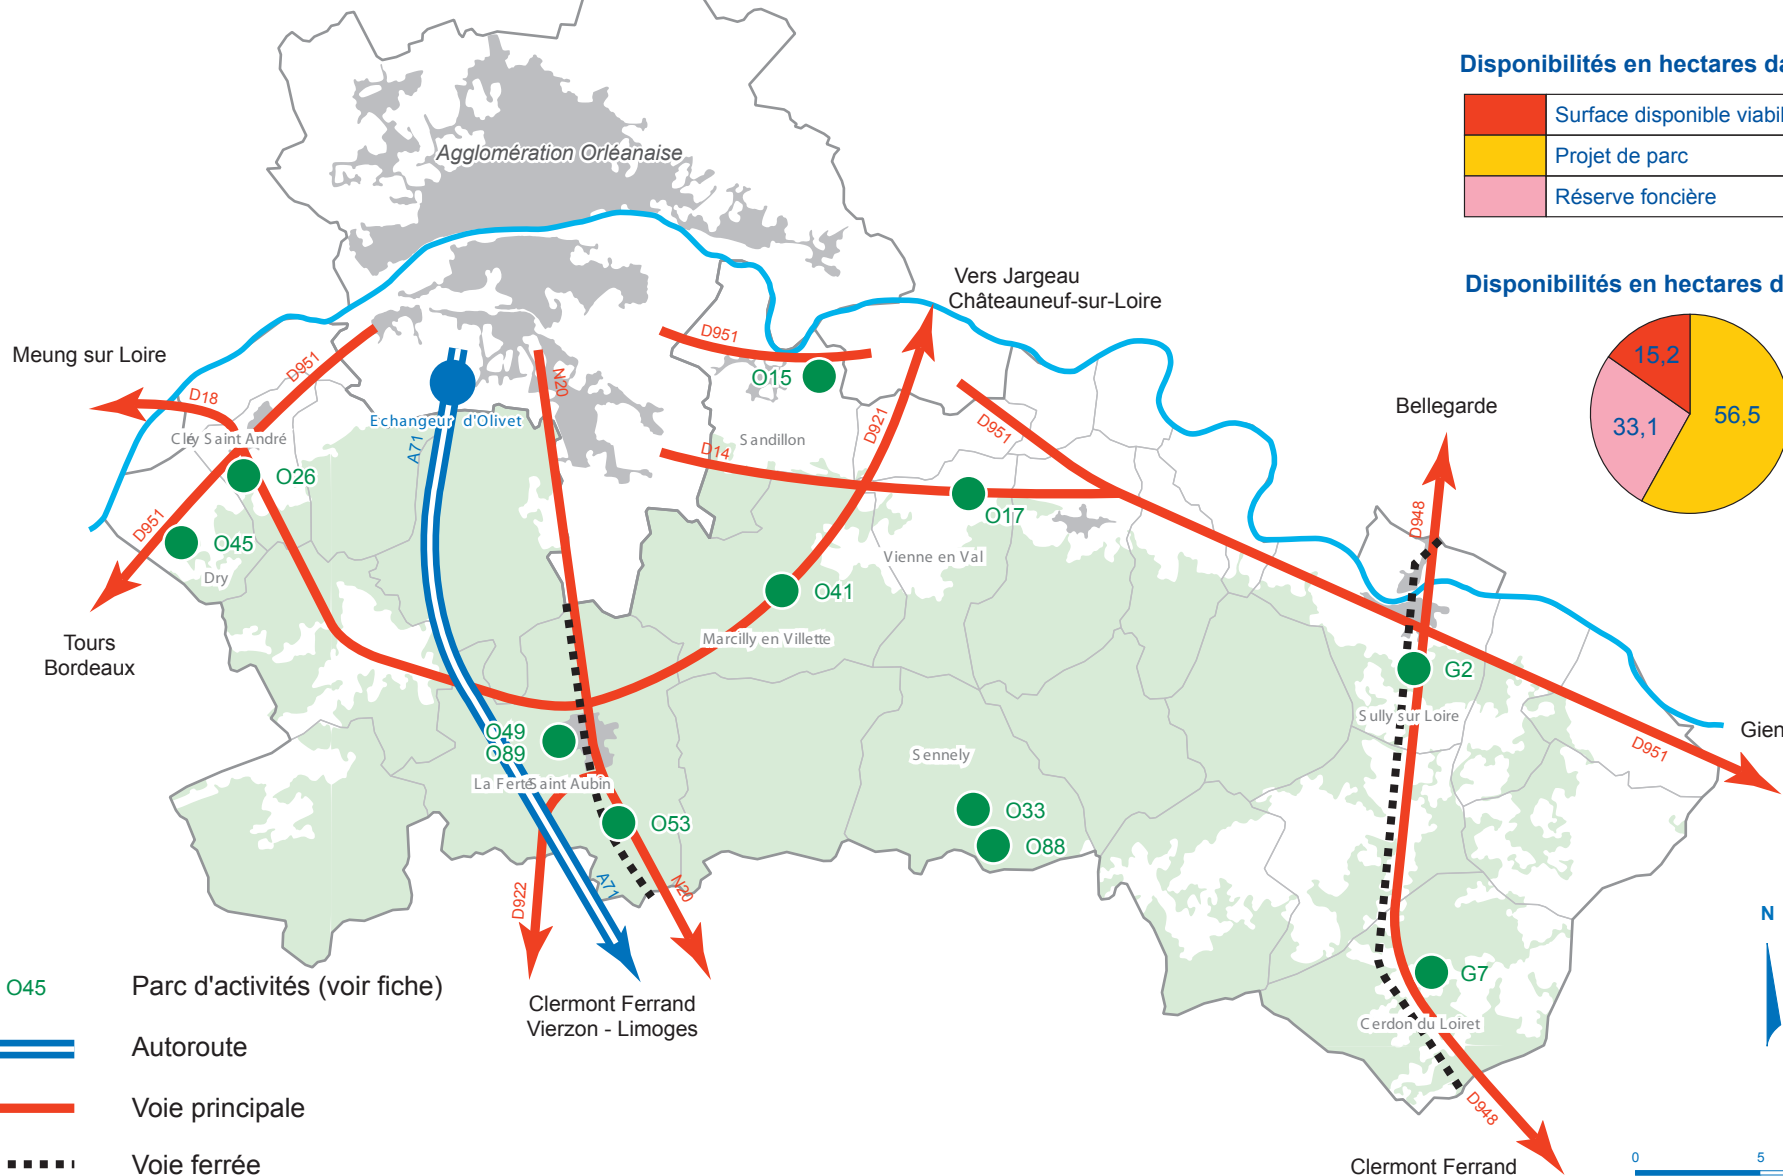 Disponibilités en hectares
Surface disponible
Projet de parc
Réserve foncière
Disponibilités en hectares
15,2
33,1
56,5
Agglomération Orléanaise
Vers Jargeau
Châteauneuf-sur-Loire
Meung sur Loire
D951
D18
Cléy Saint André
O26
D951
O45
Dry
Tours
Bordeaux
Echangeur d'Olivet
A71
N20
D951
O15
Sandillon
D921
D14
D951
O17
Vienne en Val
O41
Marcilly en Villette
Bellegarde
D948
G2
Sully sur Loire
Gien
D951
O49
O89
La Ferté Saint Aubin
O53
Sennely
O33
O88
D922
A71
N20
Clermont Ferrand
Vierzon - Limoges
G7
Cerdon du Loiret
D948
Clermont Ferrand
N
0 5
O45 Parc d'activités (voir fiche)
Autoroute
Voie principale
Voie ferrée